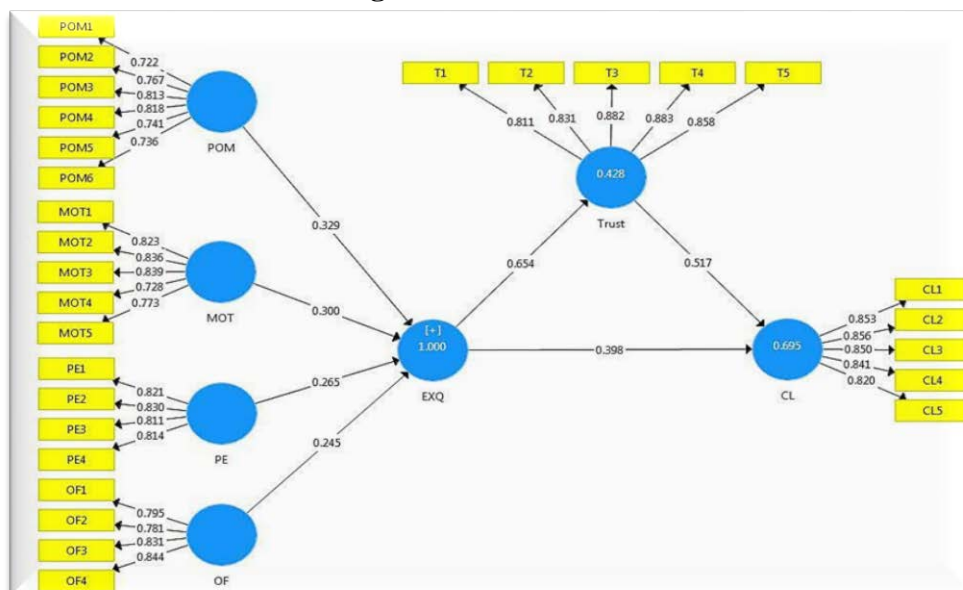 POM1
POM2
POM3
POM4
POM5
POM6
0.722
0.767
0.813
0.818
0.741
0.736
POM
MOT1
MOT2
MOT3
MOT4
MOT5
0.823
0.836
0.839
0.728
0.773
MOT
PE1
PE2
PE3
PE4
0.821
0.830
0.811
0.814
PE
OF1
OF2
OF3
OF4
0.795
0.781
0.831
0.844
OF
0.329
0.300
0.265
0.245
[+]
1.000
EXQ
0.654
0.398
T1 T2 T3 T4 T5
0.811 0.831 0.882 0.883 0.858
0.428
Trust
0.517
0.695
CL
0.853
0.856
0.850
0.841
0.820
CL1
CL2
CL3
CL4
CL5